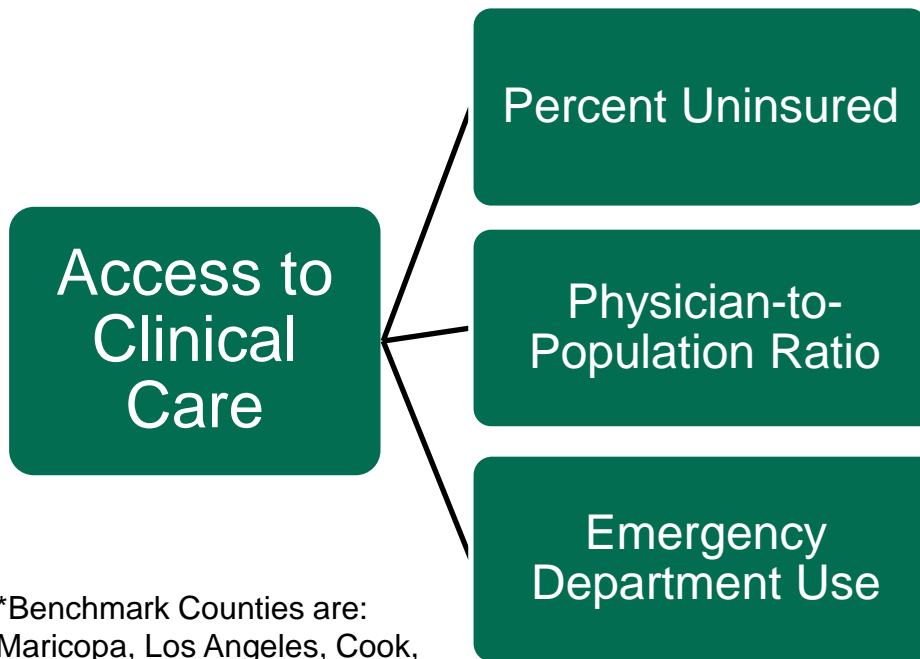 Percent Uninsured
Access to
Clinical
Care
Physician-to-
Population Ratio
Emergency
Department Use
*Benchmark Counties are:
Maricopa, Los Angeles, Cook,